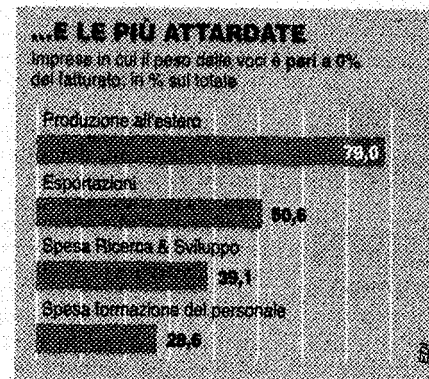 ...E LE PIÙ ATTARDATE
Imprese in cui il peso delle voci è pari a 0%
del fatturato; in % sul totale
Produzione all'estero
79,0
Esportazioni
50,6
Spesa Ricerca & Sviluppo
39,1
Spesa formazione del personale
28,6